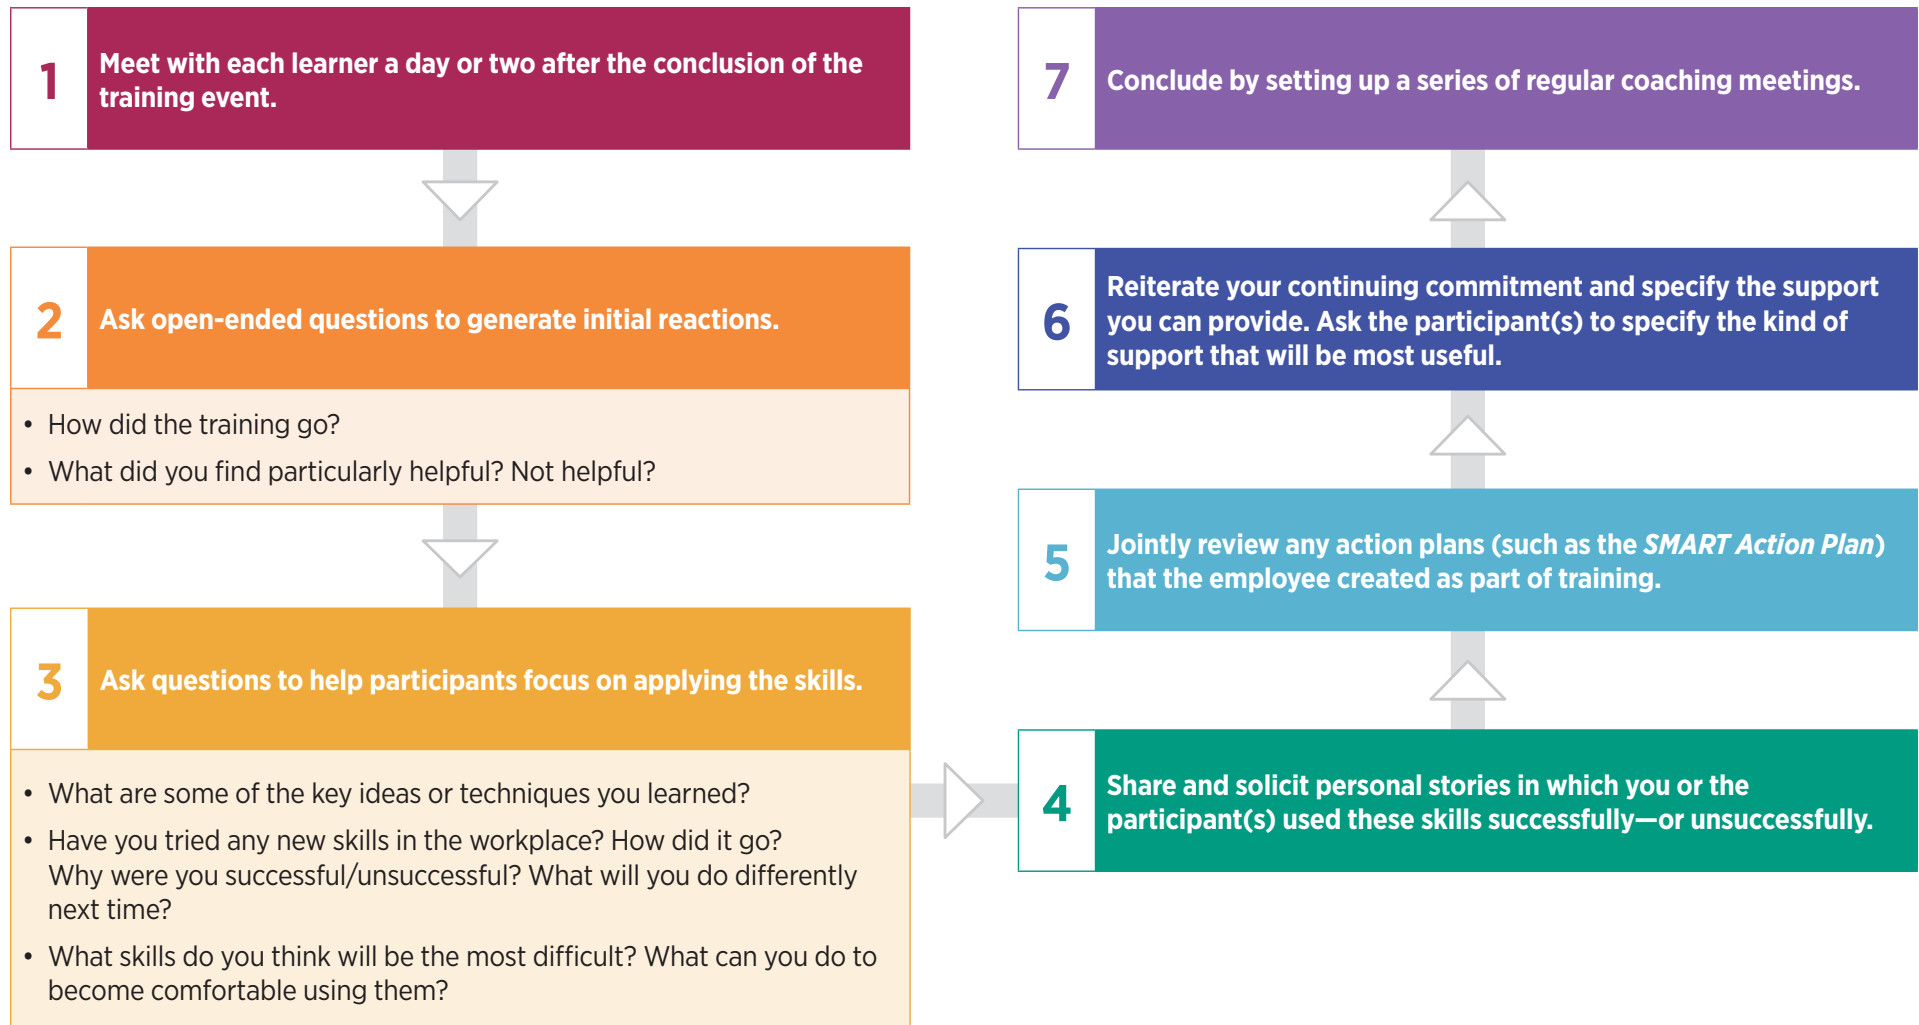 1
Meet with each learner a day or two after the conclusion of the
training event.
2
Ask open-ended questions to generate initial reactions.
• How did the training go?
• What did you find particularly helpful? Not helpful?
3
Ask questions to help participants focus on applying the skills.
• What are some of the key ideas or techniques you learned?
• Have you tried any new skills in the workplace? How did it go?
Why were you successful/unsuccessful? What will you do differently
next time?
• What skills do you think will be the most difficult? What can you do to
become comfortable using them?
4
Share and solicit personal stories in which you or the
participant(s) used these skills successfully—or unsuccessfully.
5
Jointly review any action plans (such as the SMART Action Plan)
that the employee created as part of training.
6
Reiterate your continuing commitment and specify the support
you can provide. Ask the participant(s) to specify the kind of
support that will be most useful.
7
Conclude by setting up a series of regular coaching meetings.